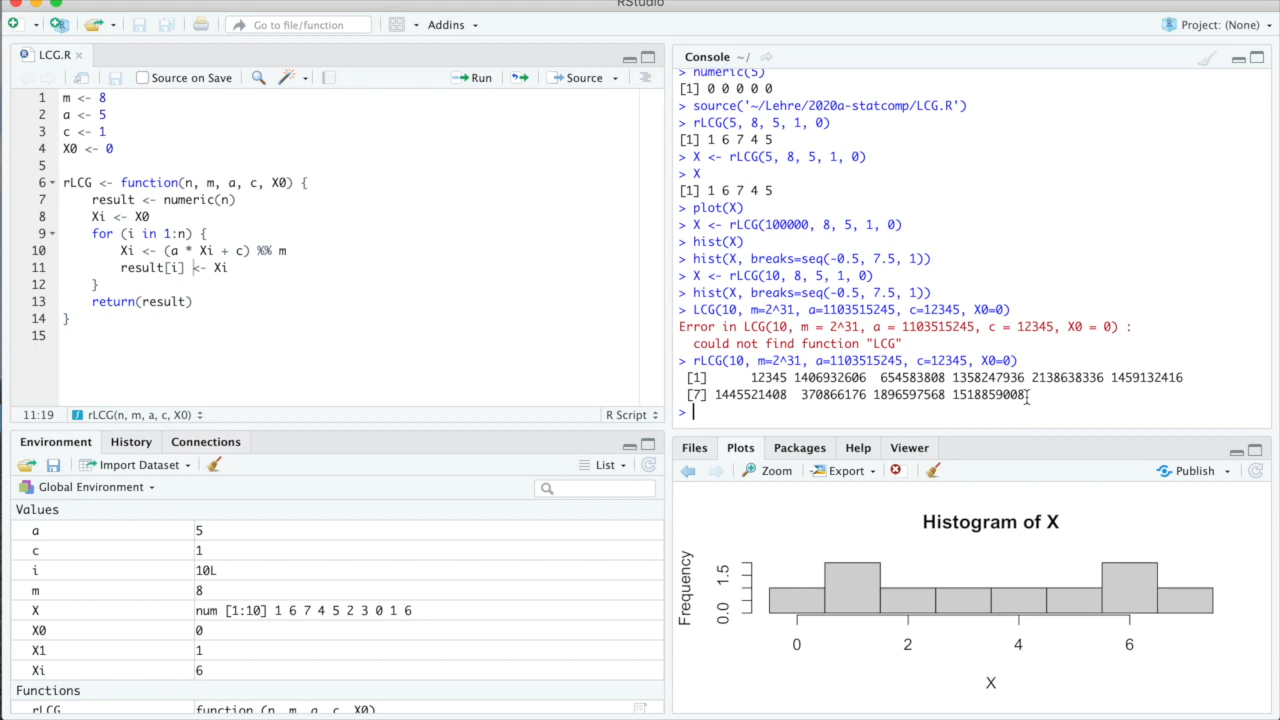 RStudio
Go to file/function
Addins
Project: (None)
LCG.R
Source on Save
Run
Source
1 m <- 8
2 a <- 5
3 c <- 1
4 X0 <- 0
5
6 rLCG <- function(n, m, a, c, X0) {
7 result <- numeric(n)
8 Xi <- X0
9 for (i in 1:n) {
10 Xi <- (a * Xi + c) %% m
11 result[i] <- Xi
12 }
13 return(result)
14 }
15
11:19 rLCG(n, m, a, c, X0) R Script
Console ~/
> numeric(5)
[1] 0 0 0 0 0
> source('~/Lehre/2020a-statcomp/LCG.R')
> rLCG(5, 8, 5, 1, 0)
[1] 1 6 7 4 5
> X <- rLCG(5, 8, 5, 1, 0)
> X
[1] 1 6 7 4 5
> plot(X)
> X <- rLCG(100000, 8, 5, 1, 0)
> hist(X)
> hist(X, breaks=seq(-0.5, 7.5, 1))
> X <- rLCG(10, 8, 5, 1, 0)
> hist(X, breaks=seq(-0.5, 7.5, 1))
> LCG(10, m=2^31, a=1103515245, c=12345, X0=0)
Error in LCG(10, m = 2^31, a = 1103515245, c = 12345, X0 = 0) :
could not find function "LCG"
> rLCG(10, m=2^31, a=1103515245, c=12345, X0=0)
[1] 12345 1406932606 654583808 1358247936 2138638336 1459132416
[7] 1445521408 370866176 1896597568 1518859008
>
Environment History Connections
Import Dataset List
Global Environment
Values
a 5
c 1
i 10L
m 8
X num [1:10] 1 6 7 4 5 2 3 0 1 6
X0 0
X1 1
Xi 6
Functions
rLCG function (n, m, a, c, X0)
Files Plots Packages Help Viewer
Zoom Export Publish
Histogram of X
Frequency
1.5
0.0
0 2 4 6
X